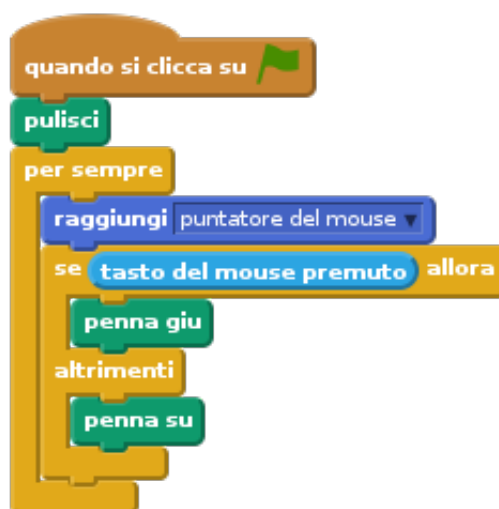 quando si clicca su
pulisci
per sempre
raggiungi puntatore del mouse
se tasto del mouse premuto allora
penna giu
altrimenti
penna su